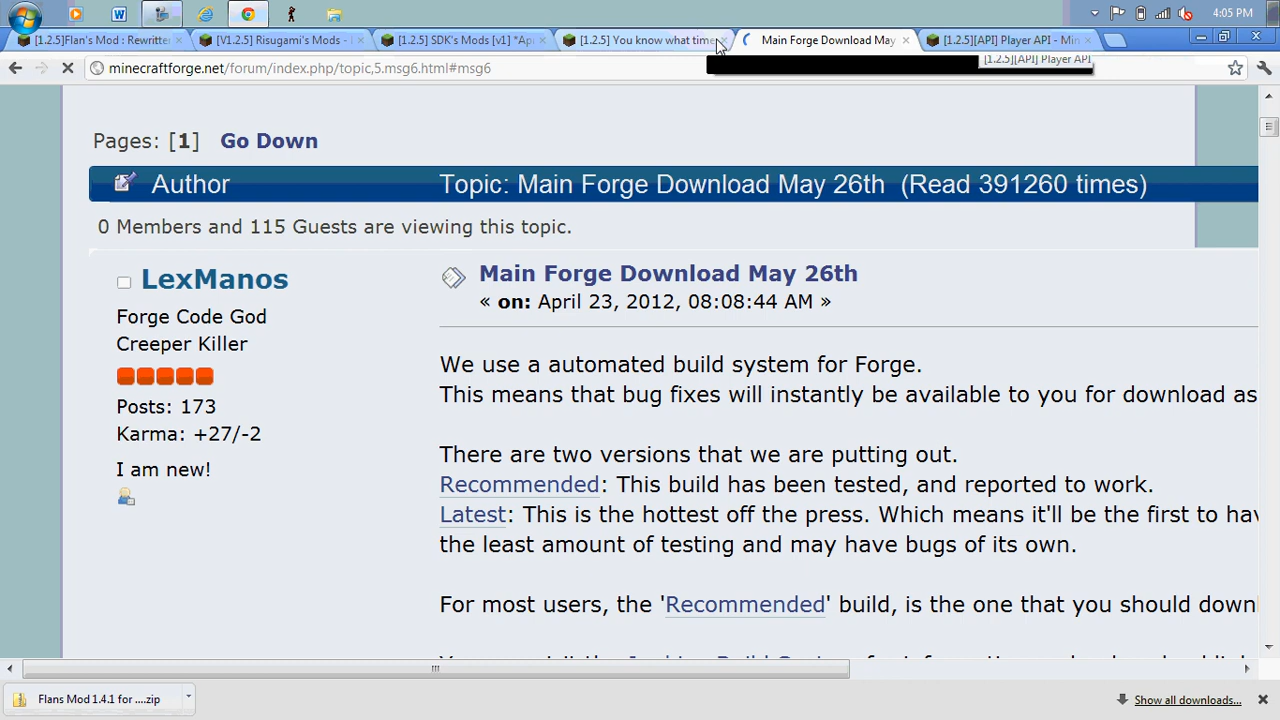 4:05 PM
[1.2.5]Flan's Mod : Rewritter
[V1.2.5] Risugami's Mods -
[1.2.5] SDK's Mods [v1] *Ap
[1.2.5] You know what time
Main Forge Download May
[1.2.5][API] Player API - Min
minecraftforge.net/forum/index.php/topic,5.msg6.html#msg6
[1.2.5][API] Player API
Pages: [1] Go Down
Author
Topic: Main Forge Download May 26th (Read 391260 times)
0 Members and 115 Guests are viewing this topic.
LexManos
Forge Code God
Creeper Killer
Posts: 173
Karma: +27/-2
I am new!
Main Forge Download May 26th
« on: April 23, 2012, 08:08:44 AM »
We use a automated build system for Forge.
This means that bug fixes will instantly be available to you for download as
There are two versions that we are putting out.
Recommended: This build has been tested, and reported to work.
Latest: This is the hottest off the press. Which means it'll be the first to hav
the least amount of testing and may have bugs of its own.
For most users, the 'Recommended' build, is the one that you should down
Flans Mod 1.4.1 for ....zip
Show all downloads...